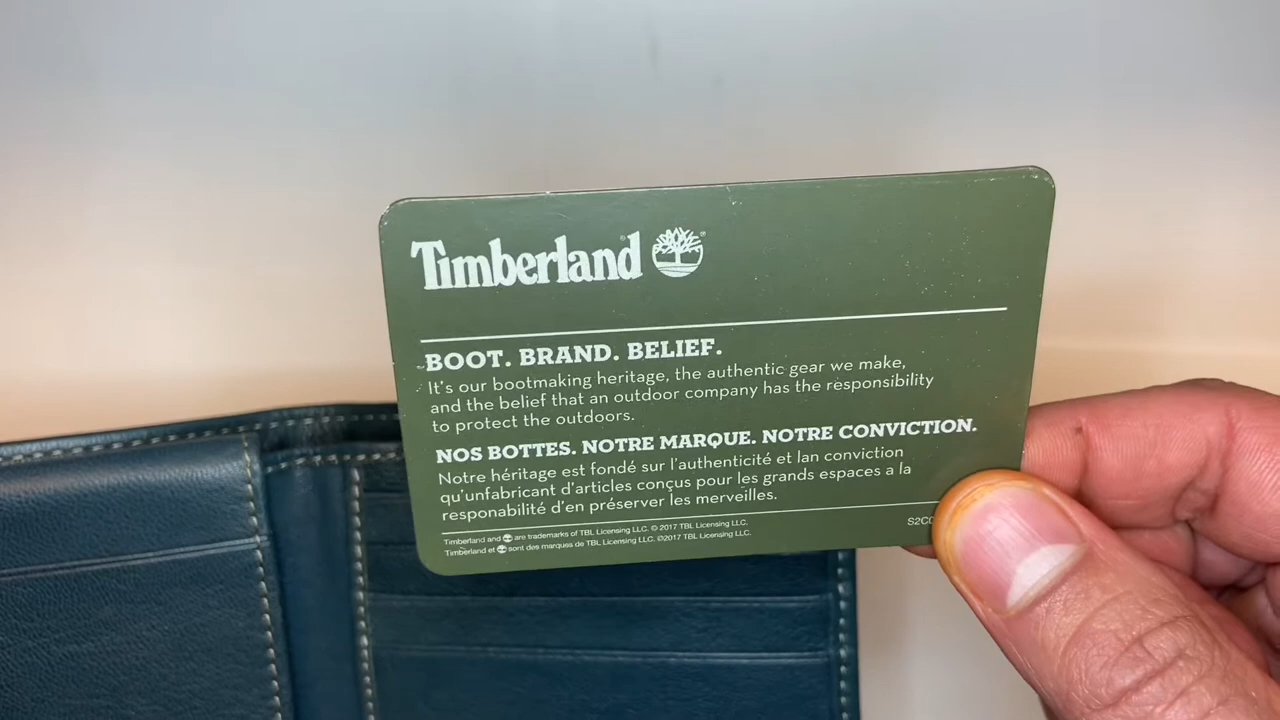 Timberland
BOOT. BRAND. BELIEF.
It's our bootmaking heritage, the authentic gear we make,
and the belief that an outdoor company has the responsibility
to protect the outdoors.
NOS BOTTES. NOTRE MARQUE. NOTRE CONVICTION.
Notre héritage est fondé sur l'authenticité et lan conviction
qu'unfabricant d'articles conçus pour les grands espaces a la
responabilité d'en préserver les merveilles.
Timberland and are trademarks of TBL Licensing LLC. © 2017 TBL Licensing LLC.
Timberland et sont des marques de TBL Licensing LLC. ©2017 TBL Licensing LLC.